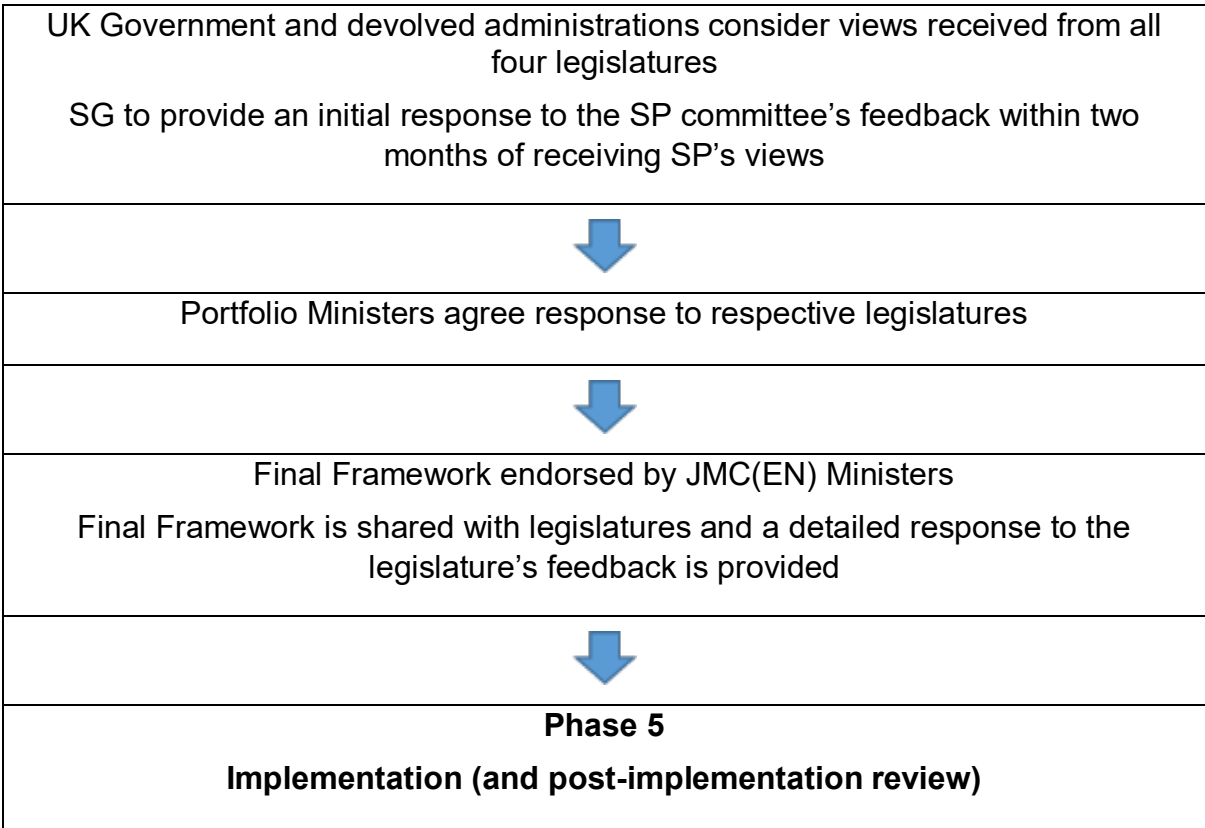 UK Government and devolved administrations consider views received from all
four legislatures
SG to provide an initial response to the SP committee’s feedback within two
months of receiving SP’s views
Portfolio Ministers agree response to respective legislatures
Final Framework endorsed by JMC(EN) Ministers
Final Framework is shared with legislatures and a detailed response to the
legislature’s feedback is provided
Phase 5
Implementation (and post-implementation review)